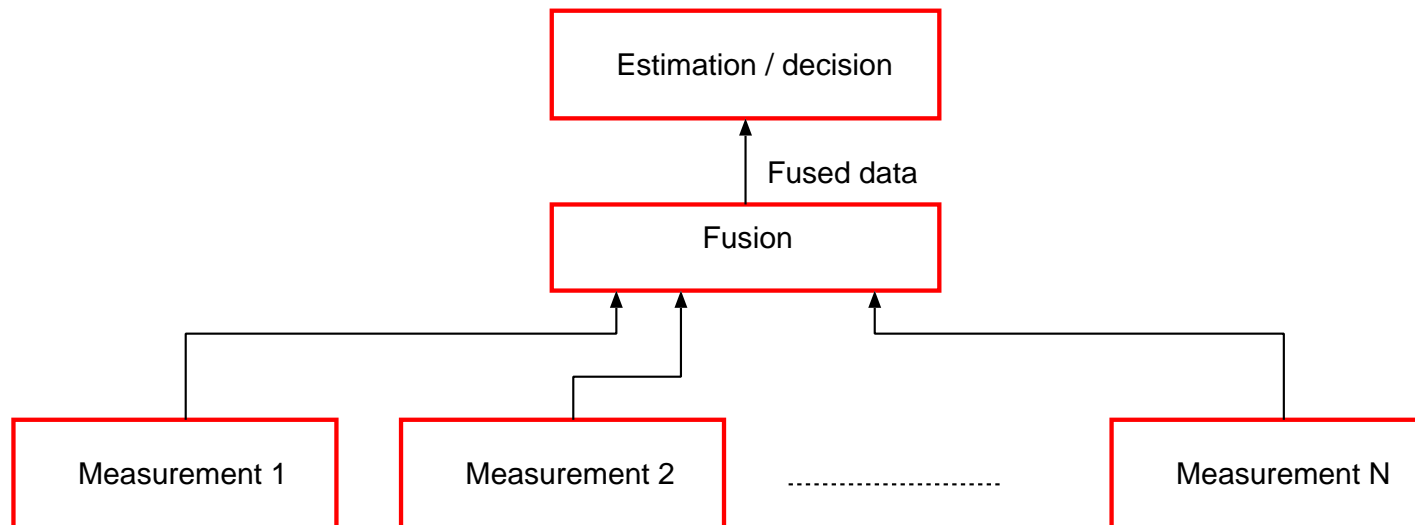 Estimation / decision
Fused data
Fusion
Measurement 1
Measurement 2
Measurement N